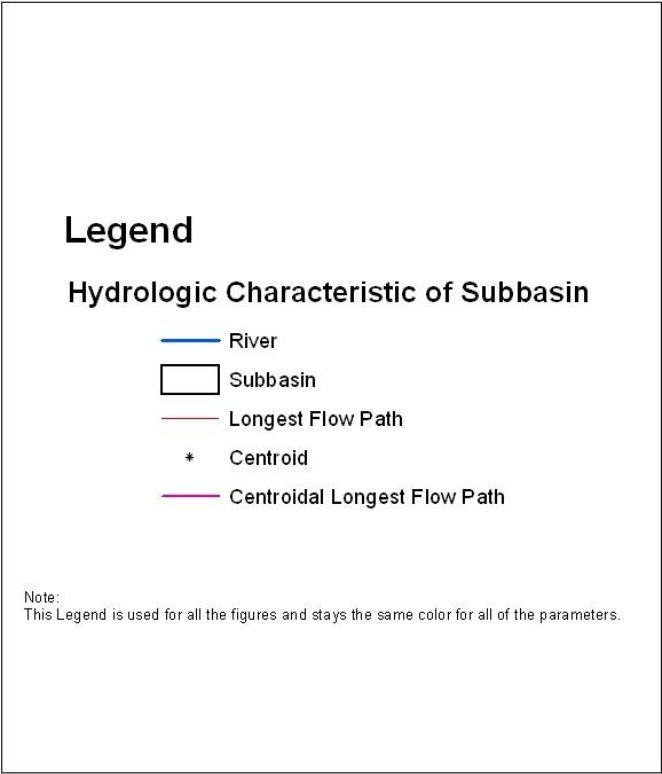 Legend
Hydrologic Characteristic of Subbasin
River
Subbasin
Longest Flow Path
Centroid
Centroidal Longest Flow Path
Note:
This Legend is used for all the figures and stays the same color for all of the parameters.